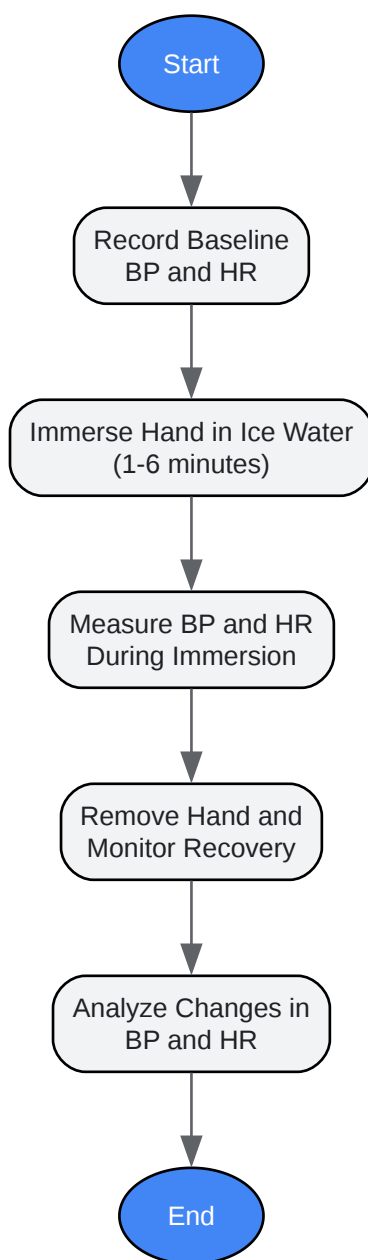 Start
Record Baseline
BP and HR
Immerse Hand in Ice Water
(1-6 minutes)
Measure BP and HR
During Immersion
Remove Hand and
Monitor Recovery
Analyze Changes in
BP and HR
End